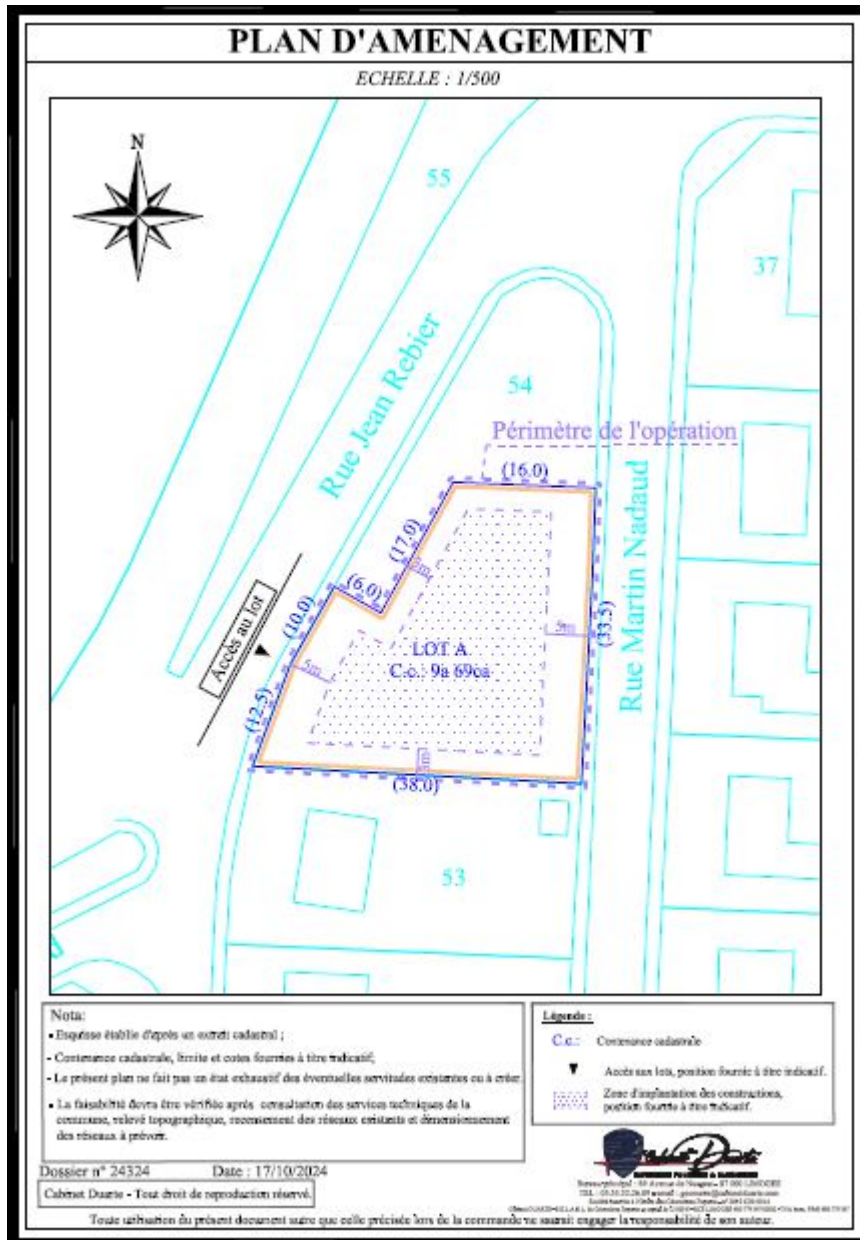 PLAN D'AMENAGEMENT
ECHELLE : 1/500
N
55
37
Rue Jean Rebier
54
Périmètre de l'opération
(16.0)
(17.0)
(6.0)
(10.0)
Accès au lot
(12.5)
5m
5m
(33.5)
Rue Martin Nadaud
LOT A
C.c.: 9a 69ca
(38.0)
53
Nota:
- Esquisse établie d'après un extrait cadastral ;
- Contenance cadastrale, limite et cotes fournies à titre indicatif;
- Le présent plan ne fait pas un état exhaustif des éventuelles servitudes existantes ou à créer.
- La faisabilité devra être vérifiée après consultation des services techniques de la
commune, relevé topographique, recensement des réseaux existants et dimensionnement
des réseaux à prévoir.
Légende :
C.c.: Contenance cadastrale
Accès aux lots, position fournie à titre indicatif.
Zone d'implantation des constructions,
position fournie à titre indicatif.
Dossier n° 24324 Date : 17/10/2024
Cabinet Duarte - Tout droit de reproduction réservé.
Cabinet Duarte
Toute utilisation du présent document autre que celle précisée lors de la commande ne saurait engager la responsabilité de son auteur.